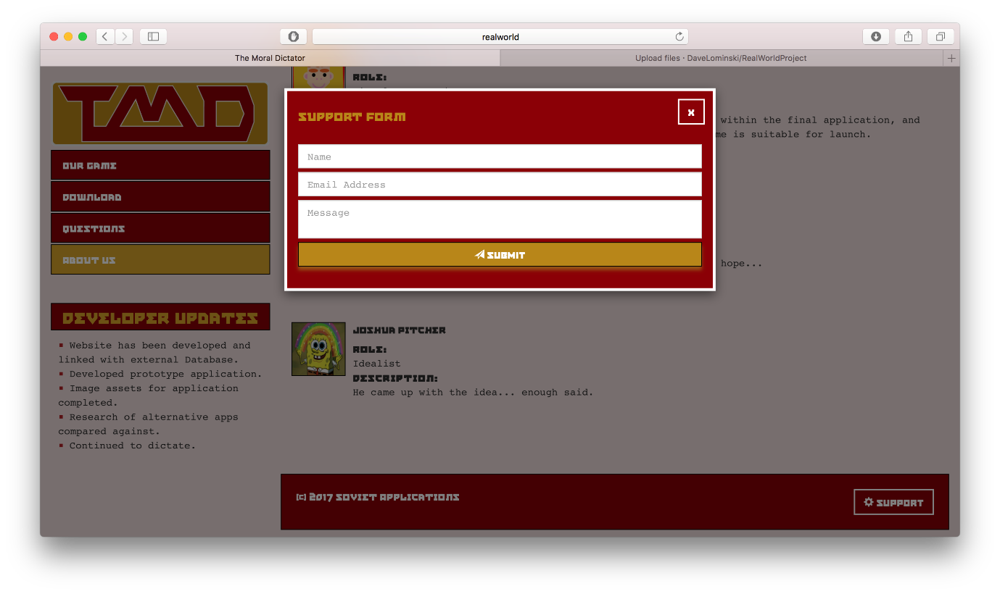 realworld
The Moral Dictator
Upload files · DaveLominski/RealWorldProject
TMD
OUR GAME
DOWNLOAD
QUESTIONS
ABOUT US
DEVELOPER UPDATES
▪ Website has been developed and
linked with external Database.
▪ Developed prototype application.
▪ Image assets for application
completed.
▪ Research of alternative apps
compared against.
▪ Continued to dictate.
ROLE:
within the final application, and
me is suitable for launch.
hope...
SUPPORT FORM
X
Name
Email Address
Message
SUBMIT
JOSHUA PITCHER
ROLE:
Idealist
DESCRIPTION:
He came up with the idea... enough said.
(C) 2017 SOVIET APPLICATIONS
SUPPORT